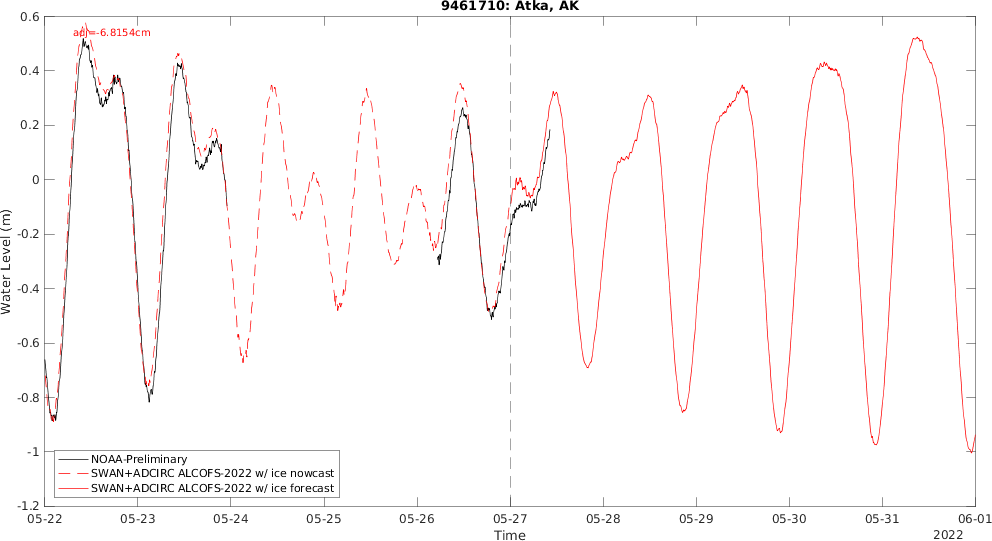 9461710: Atka, AK
adj=-6.8154cm
Water Level (m)
0.6
0.4
0.2
0
-0.2
-0.4
-0.6
-0.8
-1
-1.2
NOAA-Preliminary
SWAN+ADCIRC ALCOFS-2022 w/ ice nowcast
SWAN+ADCIRC ALCOFS-2022 w/ ice forecast
05-22 05-23 05-24 05-25 05-26 05-27 05-28 05-29 05-30 05-31 06-01
Time
2022